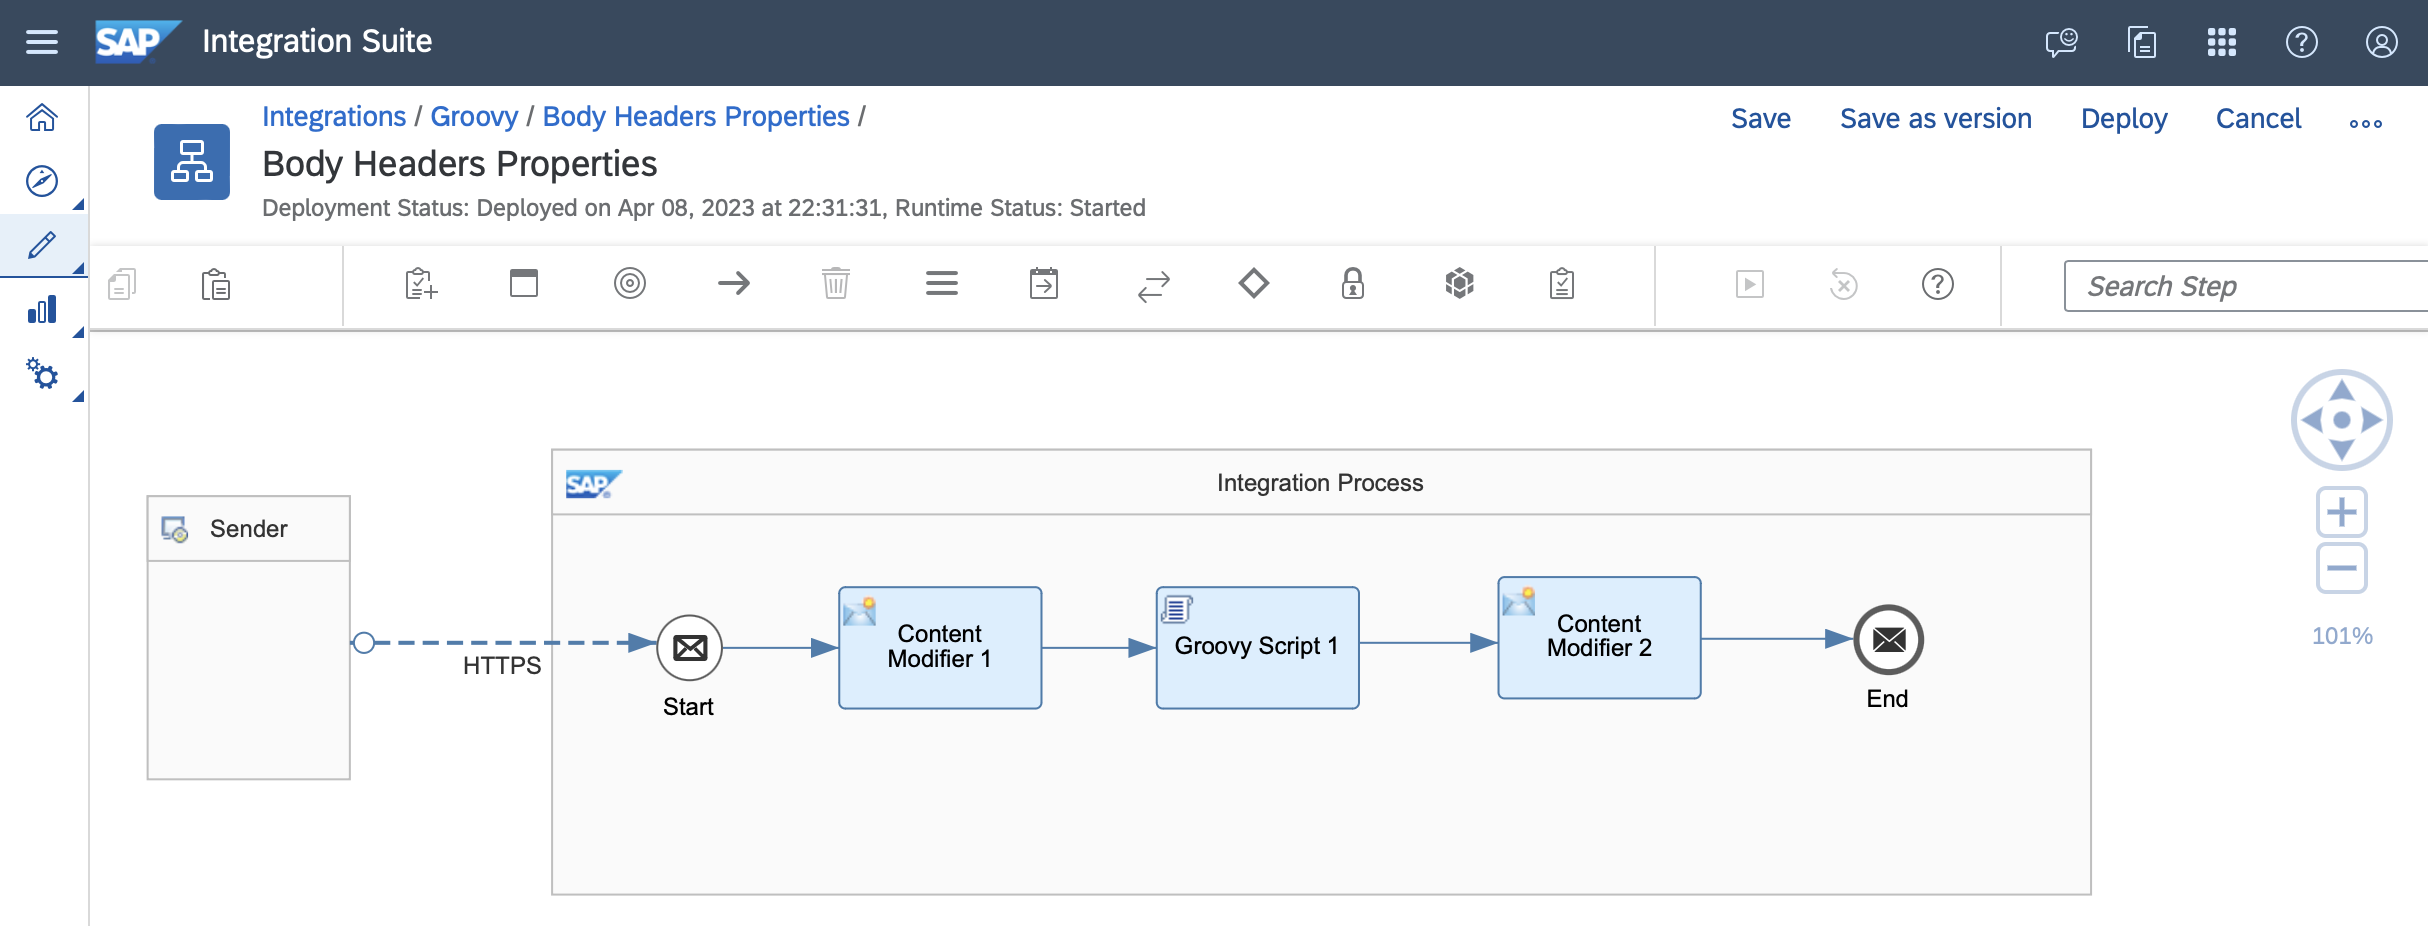 SAP Integration Suite
Integrations / Groovy / Body Headers Properties /
Save Save as version Deploy Cancel
Body Headers Properties
Deployment Status: Deployed on Apr 08, 2023 at 22:31:31, Runtime Status: Started
Search Step
SAP Integration Process
Sender
HTTPS
Start
Content
Modifier 1
Groovy Script 1
Content
Modifier 2
End
101%